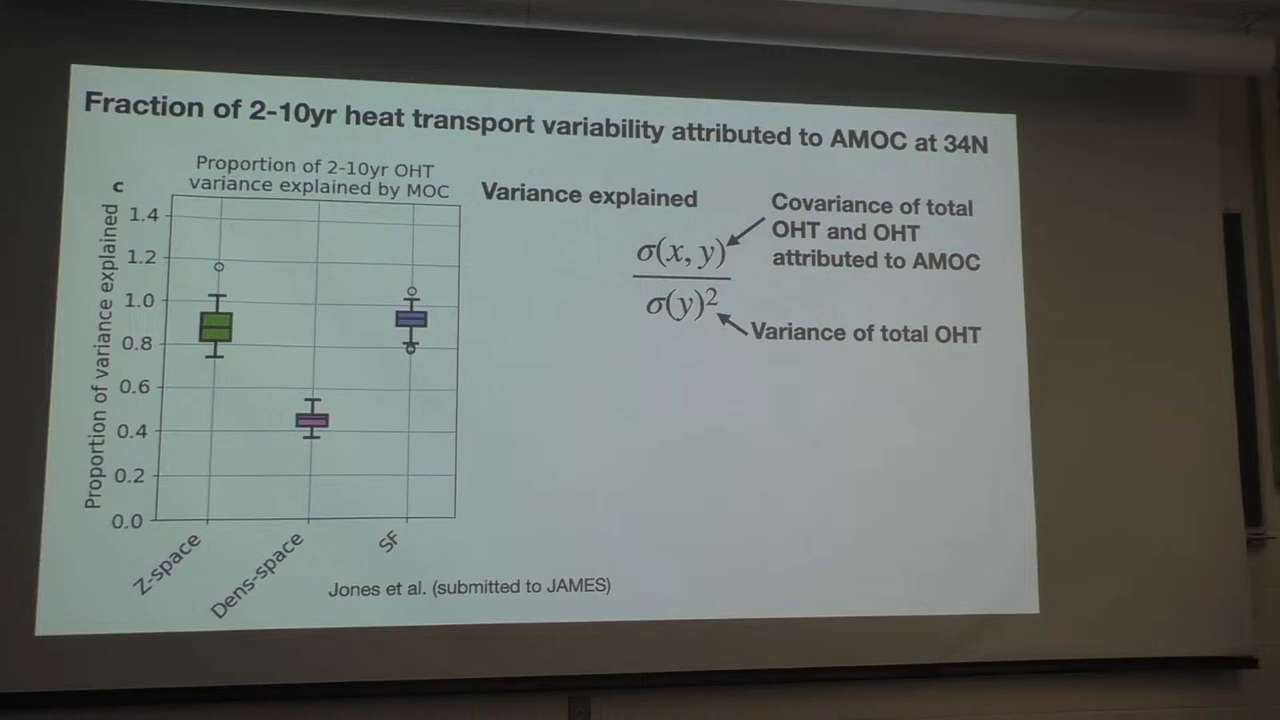 Fraction of 2-10yr heat transport variability attributed to AMOC at 34N
Proportion of 2-10yr OHT
variance explained by MOC
c
Proportion of variance explained
1.4
1.2
1.0
0.8
0.6
0.4
0.2
0.0
Z-space
Dens-space
SF
Variance explained
σ(x, y)
σ(y)²
Covariance of total
OHT and OHT
attributed to AMOC
Variance of total OHT
Jones et al. (submitted to JAMES)